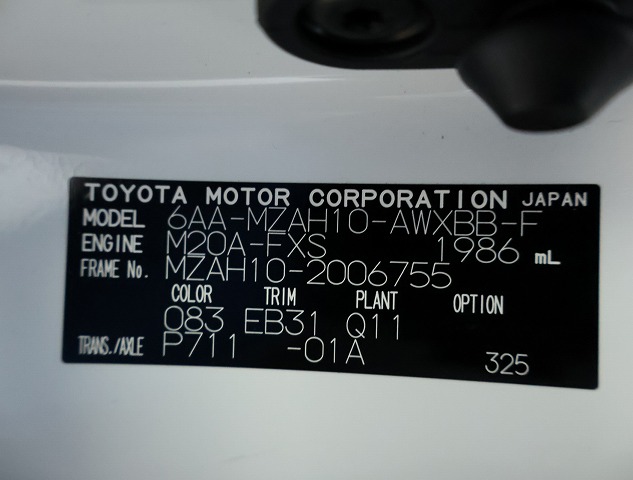 TOYOTA MOTOR CORPORATION JAPAN
MODEL 6AA-MZAH10-AWXBB-F
ENGINE M20A-FXS 1986 mL
FRAME No. MZAH10-2006755
COLOR TRIM PLANT OPTION
083 EB31 Q11
TRANS./AXLE P711 -01A 325